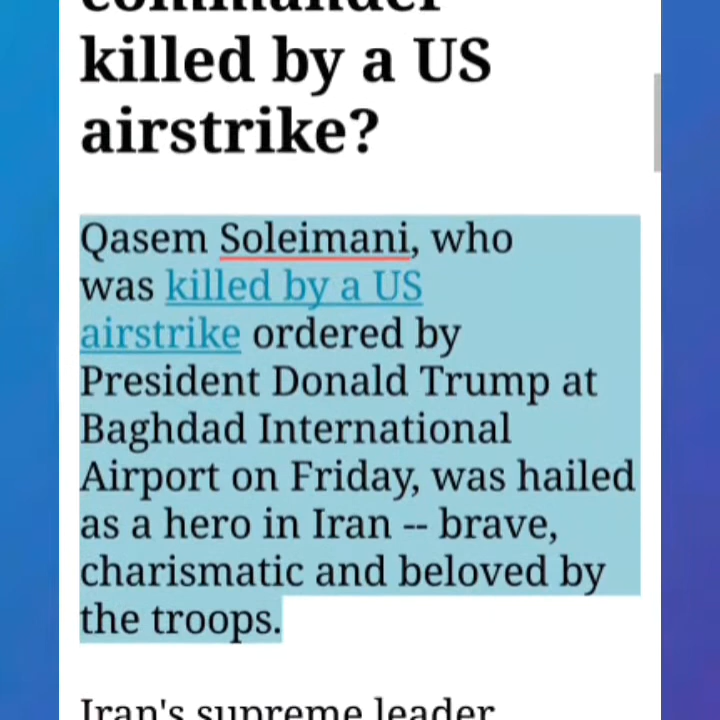 commander
killed by a US
airstrike?
Qasem Soleimani, who
was killed by a US
airstrike ordered by
President Donald Trump at
Baghdad International
Airport on Friday, was hailed
as a hero in Iran -- brave,
charismatic and beloved by
the troops.
Iran's supreme leader